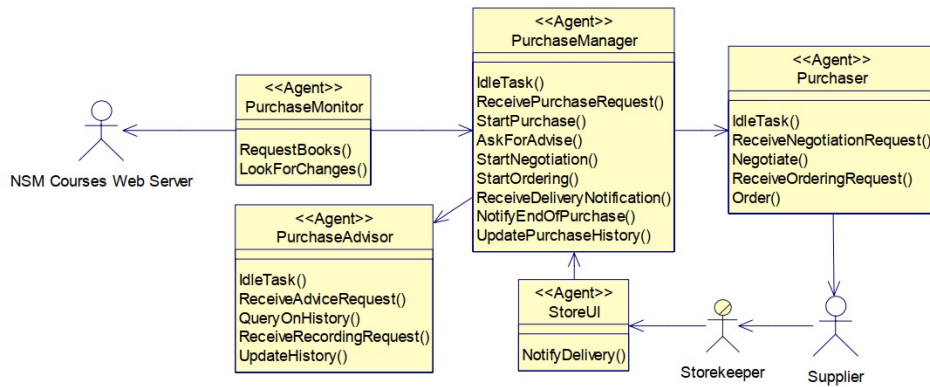 <<Agent>>
PurchaseManager
IdleTask()
ReceivePurchaseRequest()
StartPurchase()
AskForAdvise()
StartNegotiation()
StartOrdering()
ReceiveDeliveryNotification()
NotifyEndOfPurchase()
UpdatePurchaseHistory()
<<Agent>>
Purchaser
IdleTask()
ReceiveNegotiationRequest()
Negotiate()
ReceiveOrderingRequest()
Order()
<<Agent>>
PurchaseMonitor
RequestBooks()
LookForChanges()
NSM Courses Web Server
<<Agent>>
PurchaseAdvisor
IdleTask()
ReceiveAdviceRequest()
QueryOnHistory()
ReceiveRecordingRequest()
UpdateHistory()
<<Agent>>
StoreUI
NotifyDelivery()
Storekeeper
Supplier